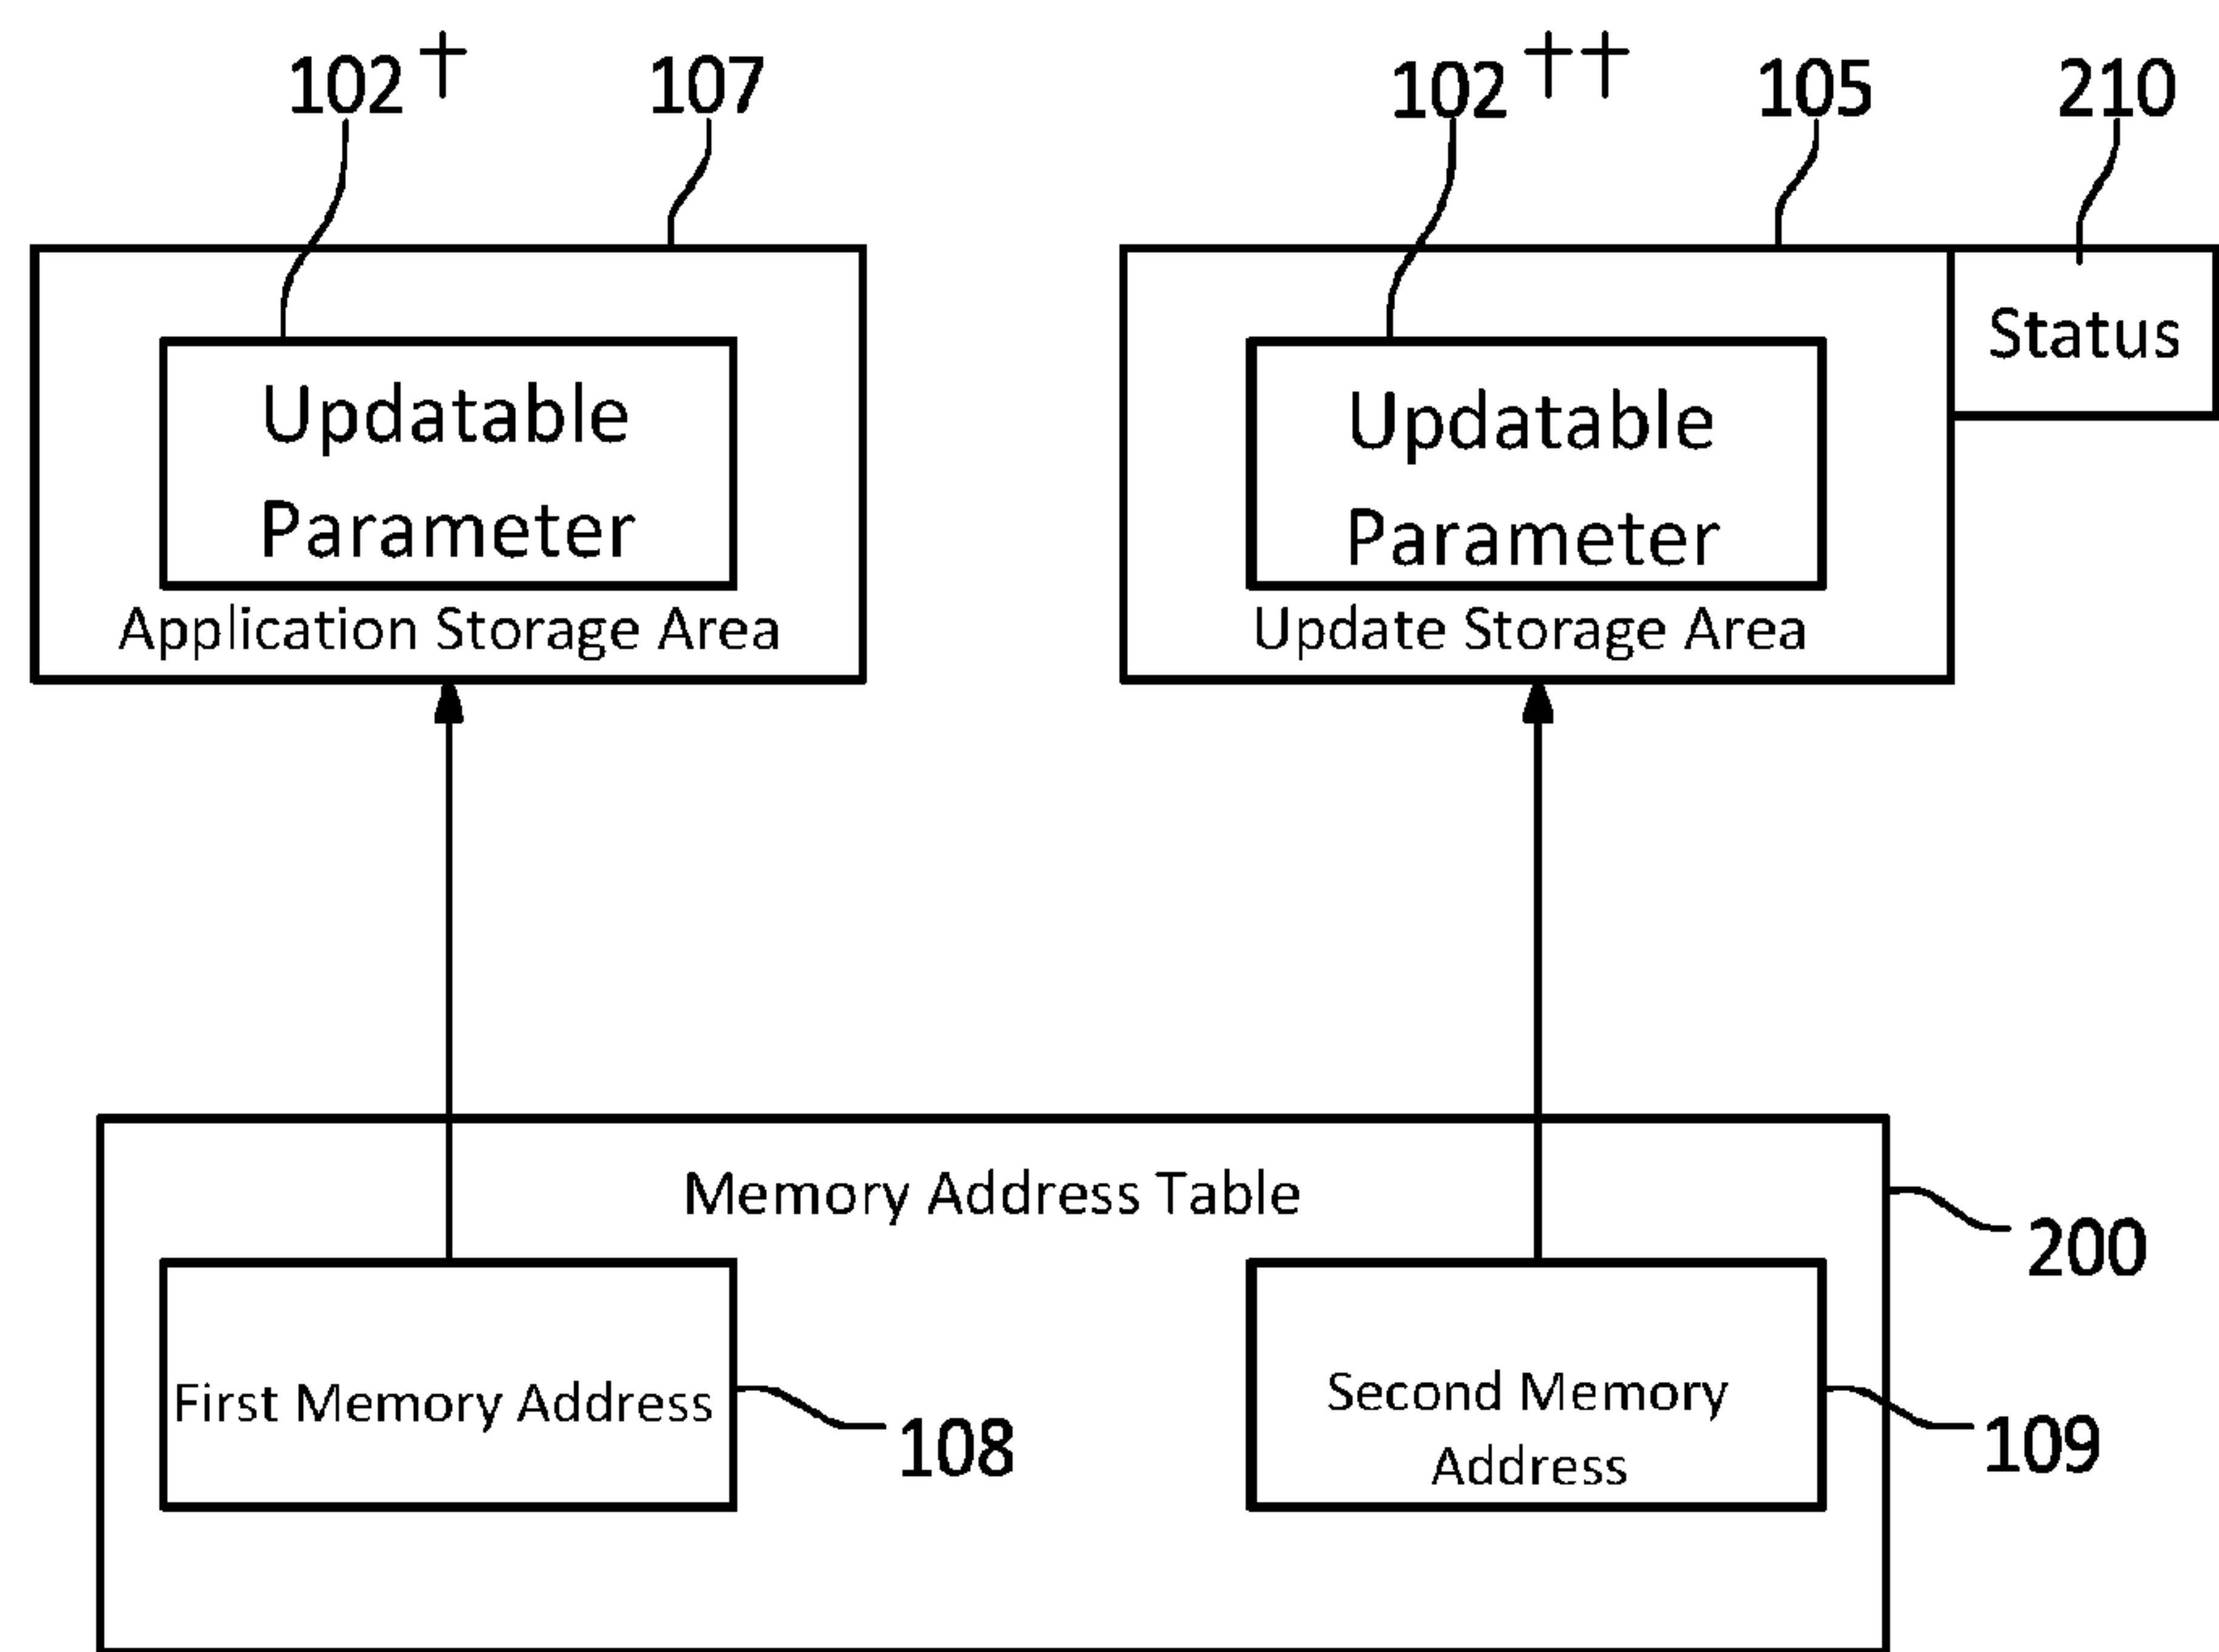 102† 107 102†† 105 210
Status
Updatable
Parameter
Application Storage Area
Updatable
Parameter
Update Storage Area
Memory Address Table
200
First Memory Address
108
Second Memory
Address
109